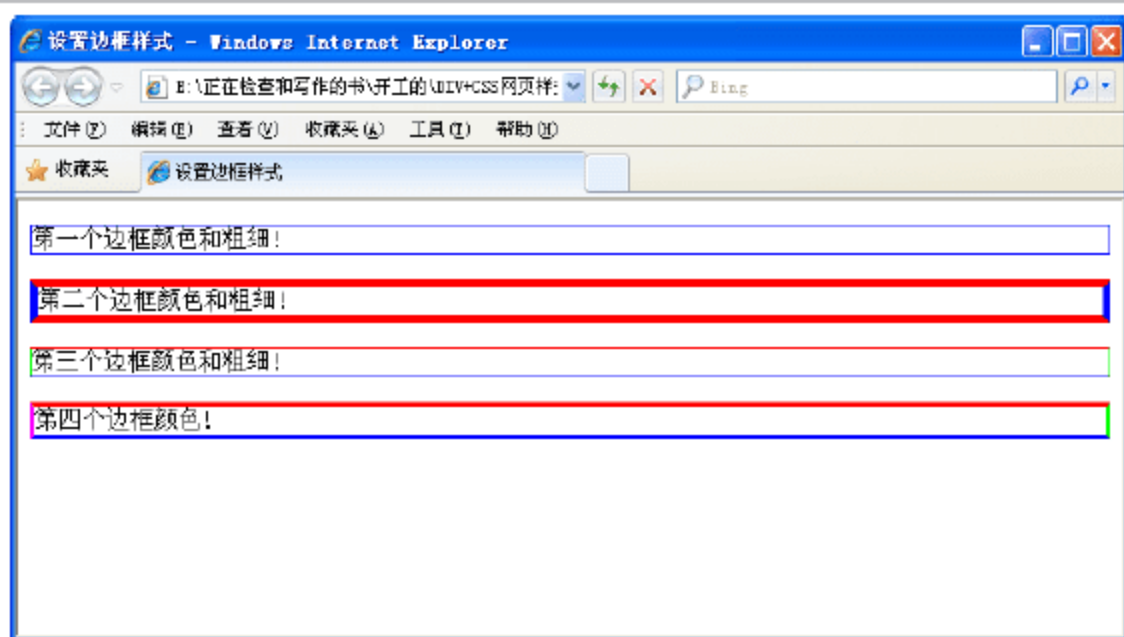 设置边框样式 - Windows Internet Explorer
E:\正在检查和写作的书\开工的\DIV+CSS网页样:
Bing
文件(F) 编辑(E) 查看(V) 收藏夹(A) 工具(T) 帮助(H)
收藏夹 设置边框样式
第一个边框颜色和粗细!
第二个边框颜色和粗细!
第三个边框颜色和粗细!
第四个边框颜色!